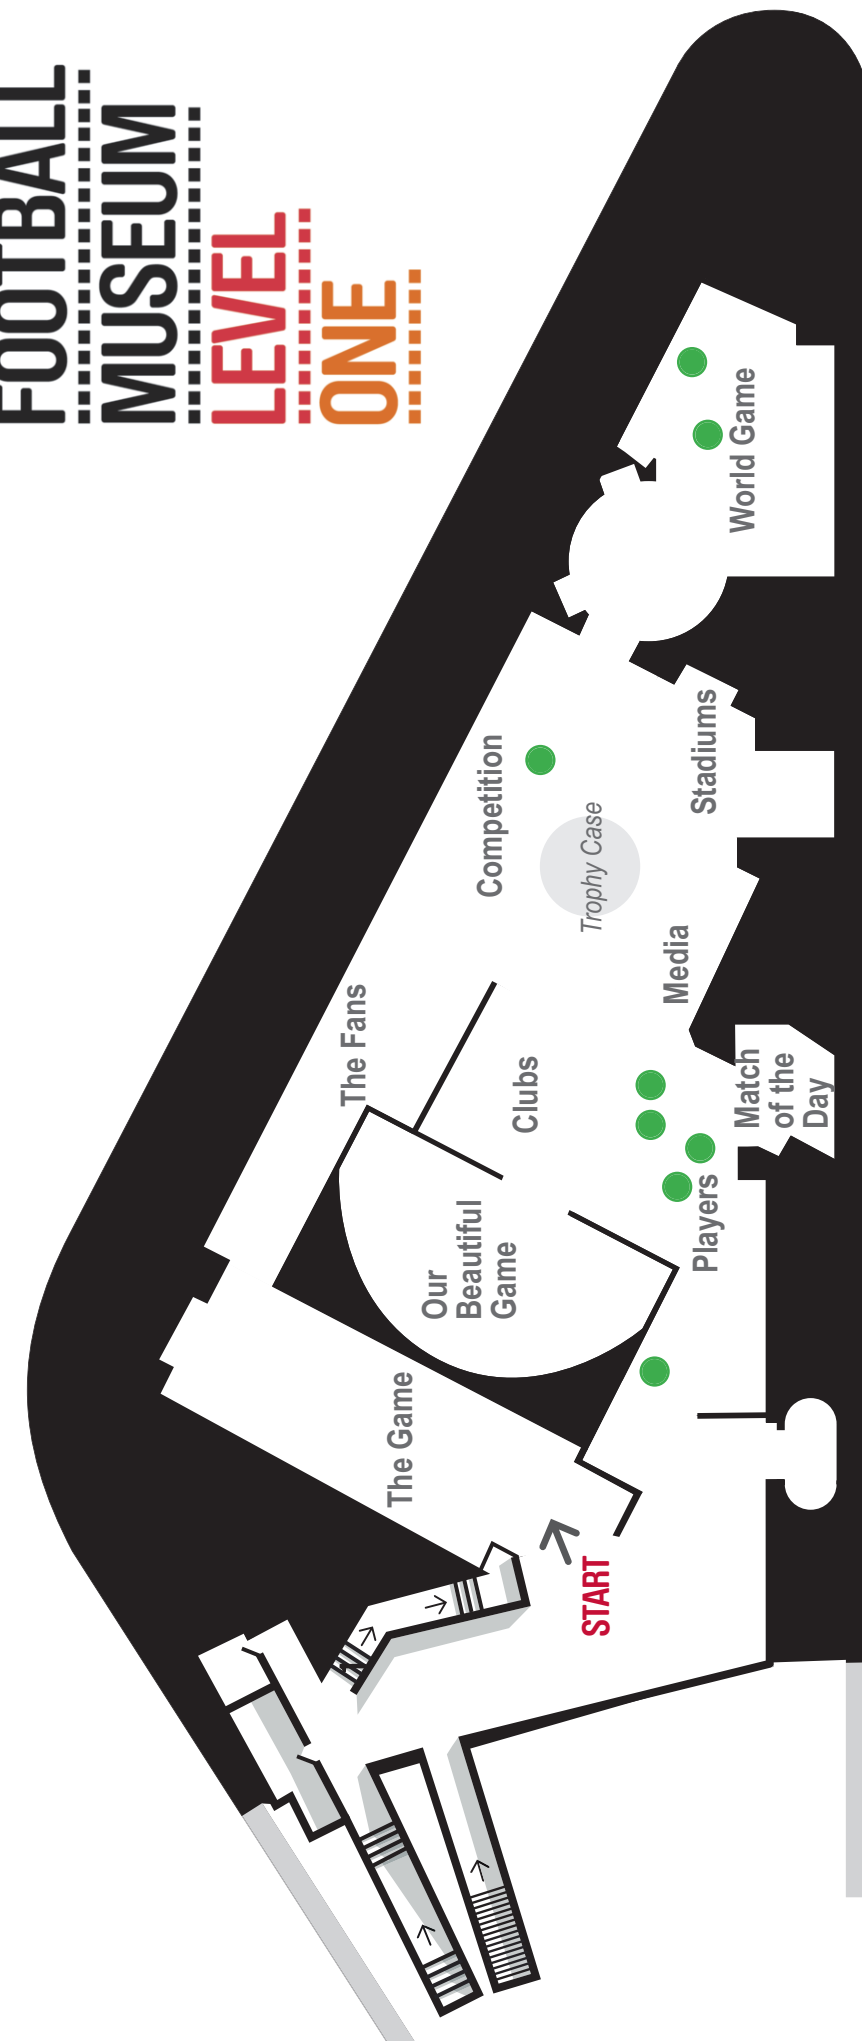 FOOTBALL
MUSEUM
LEVEL
ONE
The Fans
The Game
Our
Beautiful
Game
Competition
Clubs
Trophy Case
START
Media
Stadiums
Players
World Game
Match
of the
Day